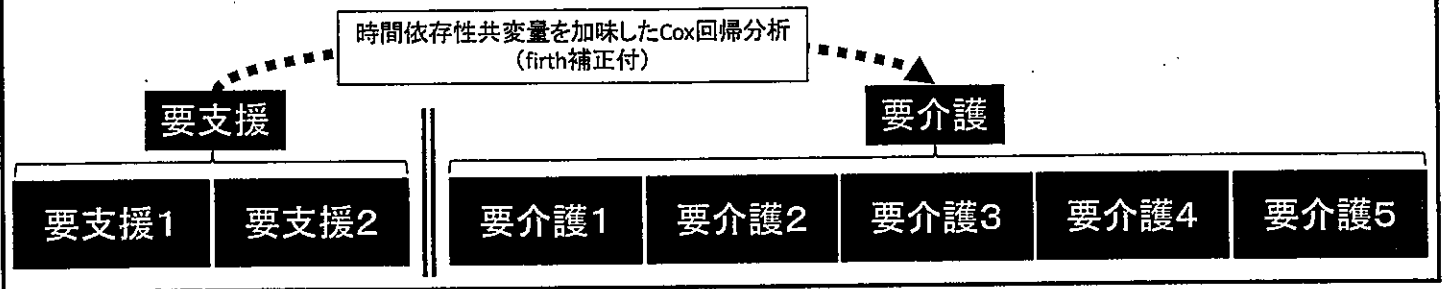 時間依存性共変量を加味したCox回帰分析
(firth補正付)
要支援
要介護
要支援1
要支援2
要介護1
要介護2
要介護3
要介護4
要介護5